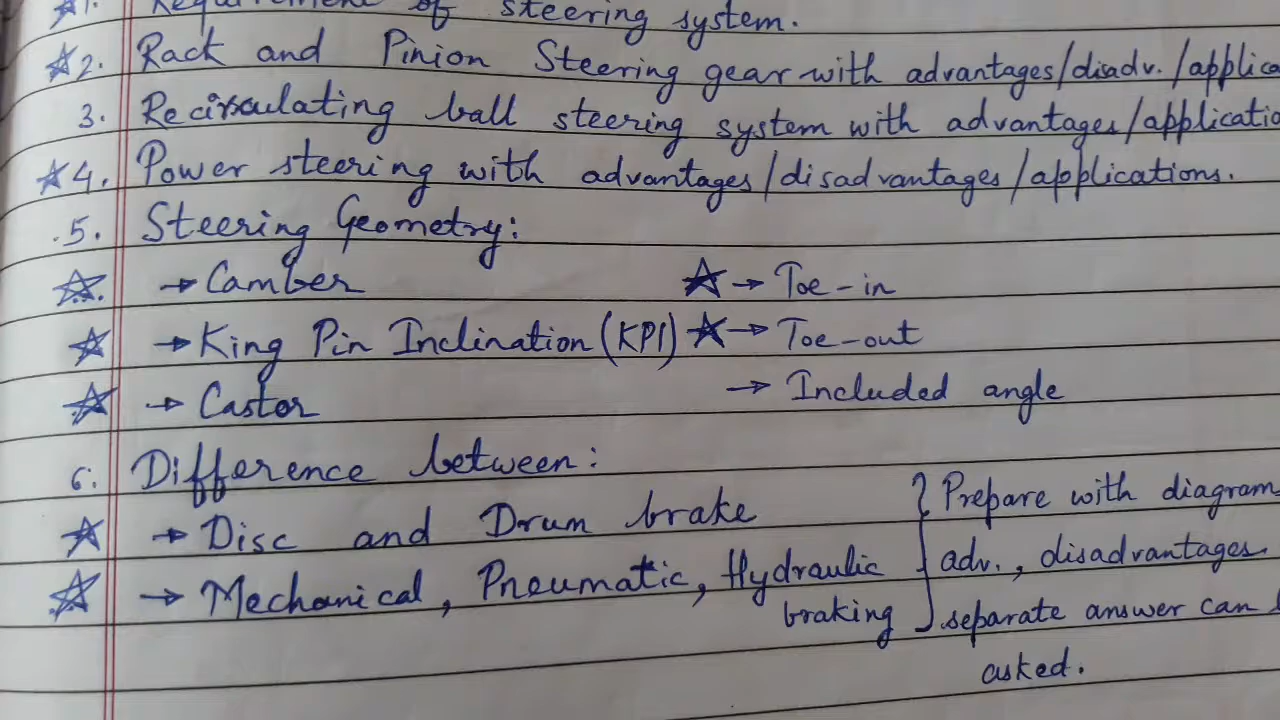 ☆1. Requirement of steering system.
☆2. Rack and Pinion Steering gear with advantages/disadv./applica
3. Recirculating ball steering system with advantages/applicatio
☆4. Power steering with advantages/disadvantages/applications.
5. Steering Geometry:
☆ → Camber ☆ → Toe-in
☆ → King Pin Inclination (KPI) ☆ → Toe-out
☆ → Castor → Included angle
6. Difference between:
☆ → Disc and Drum brake } Prepare with diagram
☆ → Mechanical, Pneumatic, Hydraulic adv., disadvantages.
braking separate answer can
asked.